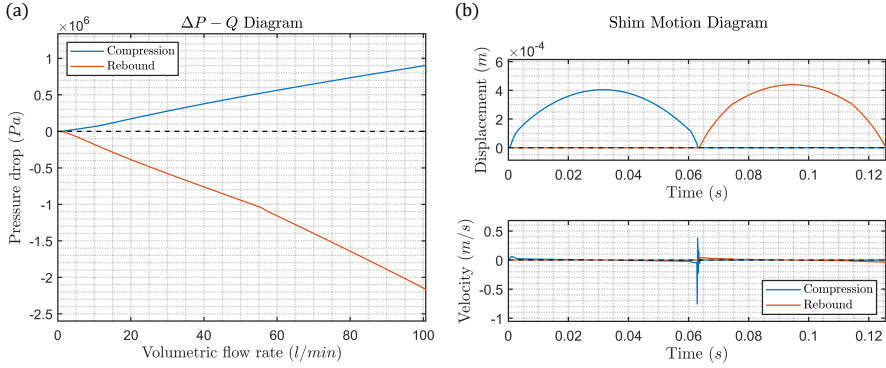 (a)
ΔP − Q Diagram
×10^6
Compression
Rebound
1
0.5
0
-0.5
-1
-1.5
-2
-2.5
Pressure drop (Pa)
0 20 40 60 80 100
Volumetric flow rate (l/min)
(b)
Shim Motion Diagram
×10^-4
6
4
2
0
Displacement (m)
0 0.02 0.04 0.06 0.08 0.1 0.12
Time (s)
0.5
0
-0.5
-1
Velocity (m/s)
Compression
Rebound
0 0.02 0.04 0.06 0.08 0.1 0.12
Time (s)